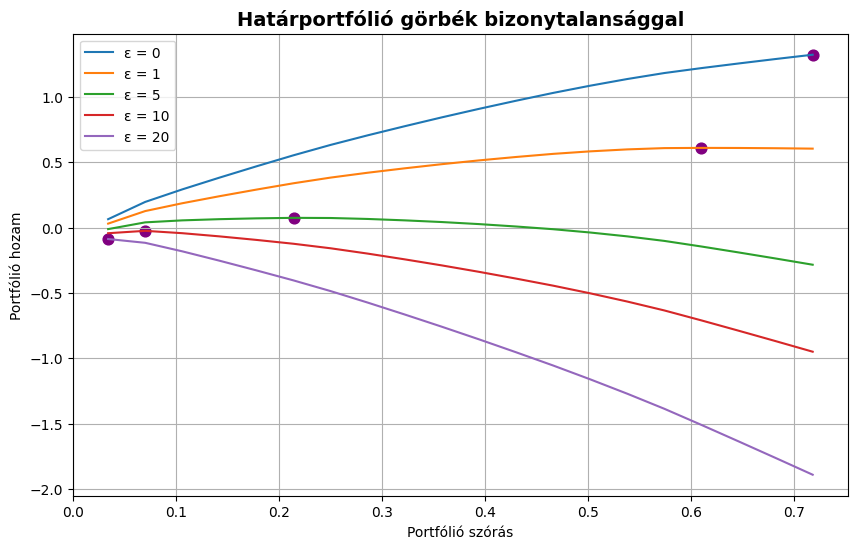 Határportfólió görbék bizonytalansággal
ε = 0
ε = 1
ε = 5
ε = 10
ε = 20
Portfólió hozam
1.0
0.5
0.0
−0.5
−1.0
−1.5
−2.0
0.0 0.1 0.2 0.3 0.4 0.5 0.6 0.7
Portfólió szórás